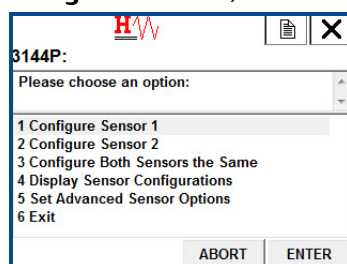 H
3144P:
Please choose an option:
1 Configure Sensor 1
2 Configure Sensor 2
3 Configure Both Sensors the Same
4 Display Sensor Configurations
5 Set Advanced Sensor Options
6 Exit
ABORT ENTER